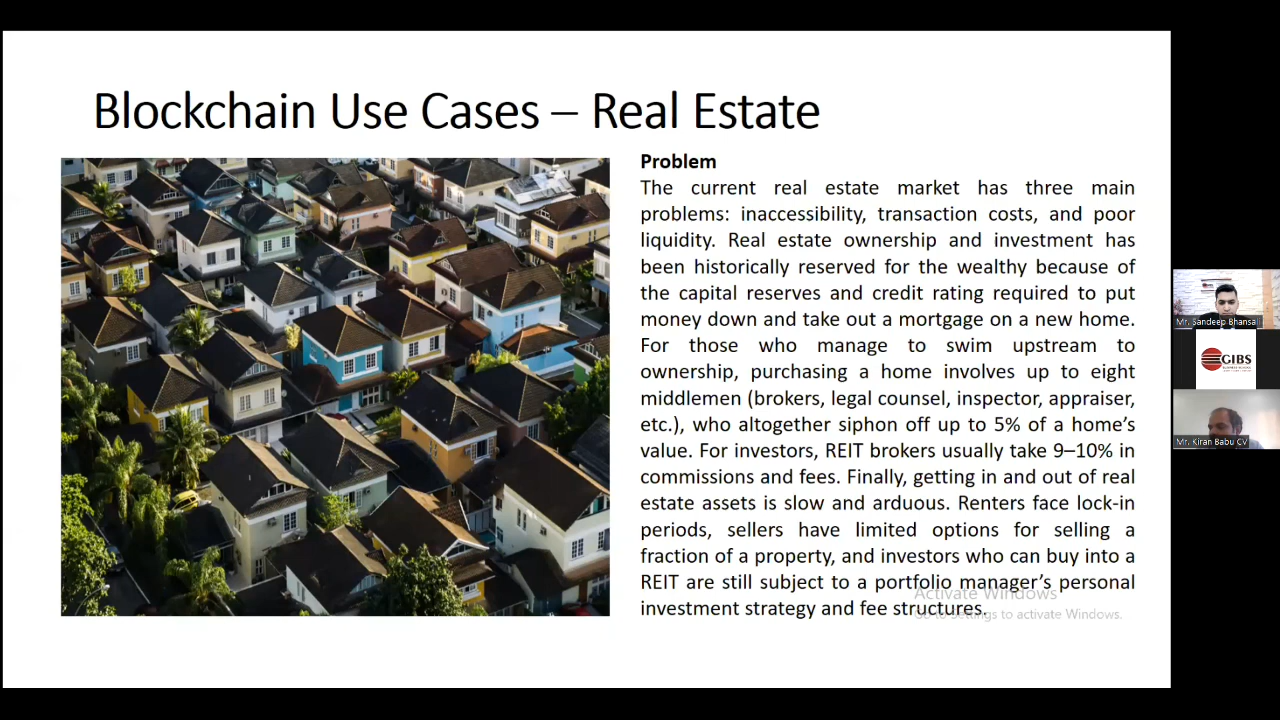 Blockchain Use Cases – Real Estate
Problem
The current real estate market has three main
problems: inaccessibility, transaction costs, and poor
liquidity. Real estate ownership and investment has
been historically reserved for the wealthy because of
the capital reserves and credit rating required to put
money down and take out a mortgage on a new home.
For those who manage to swim upstream to
ownership, purchasing a home involves up to eight
middlemen (brokers, legal counsel, inspector, appraiser,
etc.), who altogether siphon off up to 5% of a home’s
value. For investors, REIT brokers usually take 9–10% in
commissions and fees. Finally, getting in and out of real
estate assets is slow and arduous. Renters face lock-in
periods, sellers have limited options for selling a
fraction of a property, and investors who can buy into a
REIT are still subject to a portfolio manager’s personal
investment strategy and fee structures.
Activate Windows
Go to Settings to activate Windows.
Mr. Sandeep Bhansal
GIBS
BUSINESS SCHOOL
Mr. Kiran Babu CV